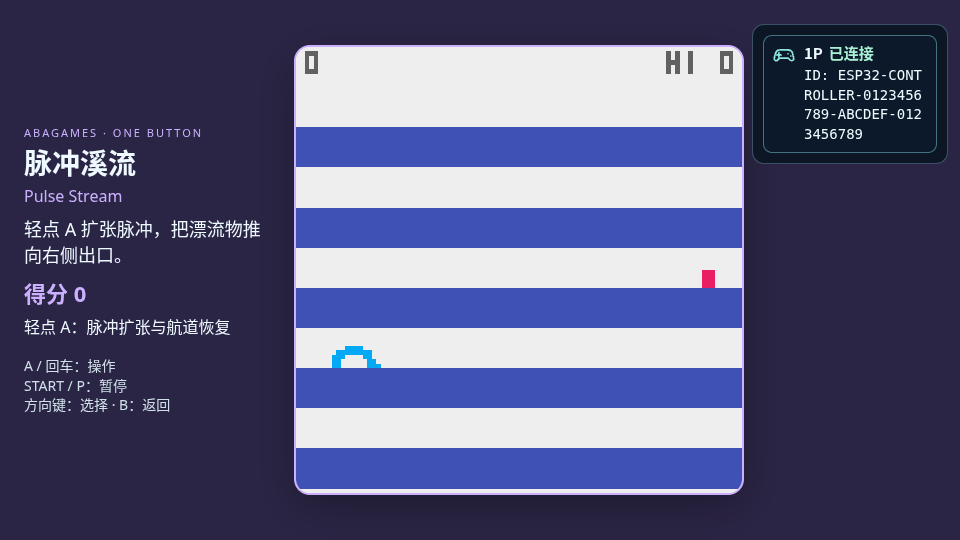 ABAGAMES · ONE BUTTON
脉冲溪流
Pulse Stream
轻点 A 扩张脉冲，把漂流物推
向右侧出口。
得分 0
轻点 A：脉冲扩张与航道恢复
A / 回车：操作
START / P：暂停
方向键：选择 · B：返回
0
HI 0
1P 已连接
ID: ESP32-CONT
ROLLER-0123456
789-ABCDEF-012
3456789